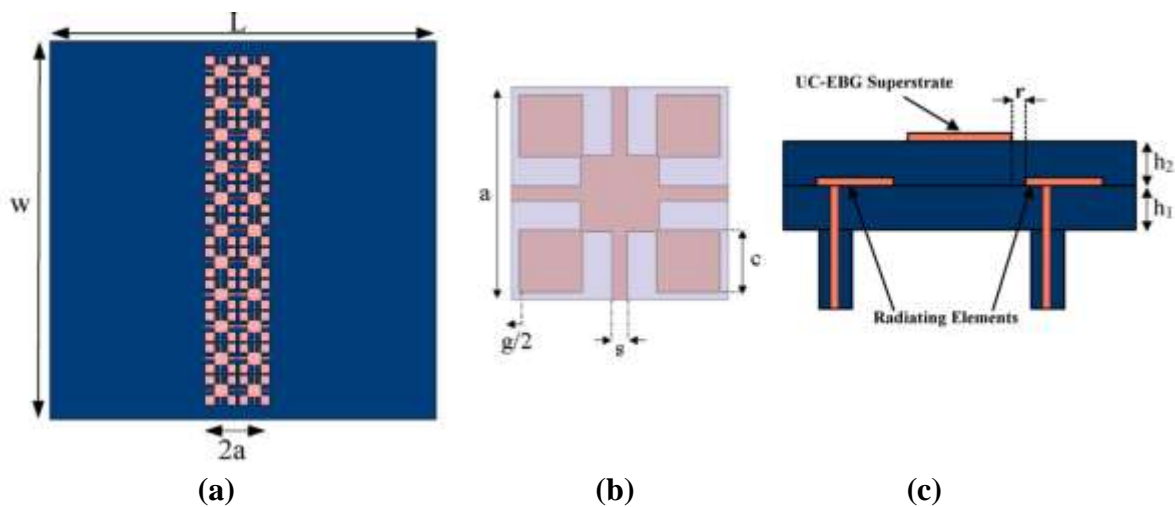 L
W
2a
a
c
g/2
s
UC-EBG Superstrate
r
h₂
h₁
Radiating Elements
(a)
(b)
(c)